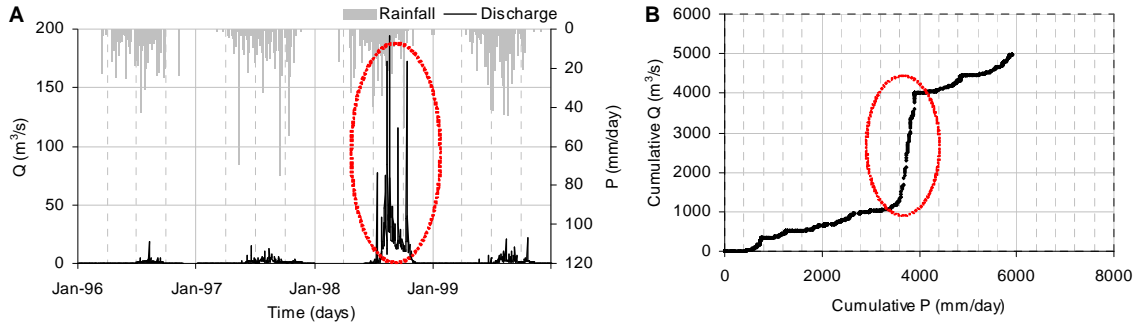 A
Rainfall
Discharge
200
150
100
50
0
Q (m³/s)
0
20
40
60
80
100
120
P (mm/day)
Jan-96
Jan-97
Jan-98
Jan-99
Time (days)
B
6000
5000
4000
3000
2000
1000
0
Cumulative Q (m³/s)
0
2000
4000
6000
8000
Cumulative P (mm/day)